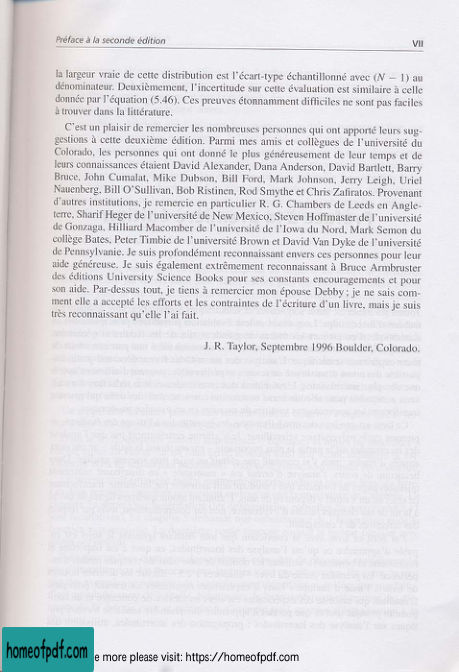 Préface à la seconde édition
VII
la largeur vraie de cette distribution est l'écart-type échantillonné avec (N − 1) au
dénominateur. Deuxièmement, l'incertitude sur cette évaluation est similaire à celle
donnée par l'équation (5.46). Ces preuves étonnamment difficiles ne sont pas faciles
à trouver dans la littérature.
C'est un plaisir de remercier les nombreuses personnes qui ont apporté leurs sug-
gestions à cette deuxième édition. Parmi mes amis et collègues de l'université du
Colorado, les personnes qui ont donné le plus généreusement de leur temps et de
leurs connaissances étaient David Alexander, Dana Anderson, David Bartlett, Barry
Bruce, John Cumalat, Mike Dubson, Bill Ford, Mark Johnson, Jerry Leigh, Uriel
Nauenberg, Bill O'Sullivan, Bob Ristinen, Rod Smythe et Chris Zafiratos. Provenant
d'autres institutions, je remercie en particulier R. G. Chambers de Leeds en Angle-
terre, Sharif Heger de l'université de New Mexico, Steven Hoffmaster de l'université
de Gonzaga, Hilliard Macomber de l'université de l'Iowa du Nord, Mark Semon du
collège Bates, Peter Timbie de l'université Brown et David Van Dyke de l'université
de Pennsylvanie. Je suis profondément reconnaissant envers ces personnes pour leur
aide généreuse. Je suis également extrêmement reconnaissant à Bruce Armbruster
des éditions University Science Books pour ses constants encouragements et pour
son aide. Par-dessus tout, je tiens à remercier mon épouse Debby ; je ne sais com-
ment elle a accepté les efforts et les contraintes de l'écriture d'un livre, mais je suis
très reconnaissant qu'elle l'ai fait.
J. R. Taylor, Septembre 1996 Boulder, Colorado.
homeofpdf.com
e more please visit: https://homeofpdf.com